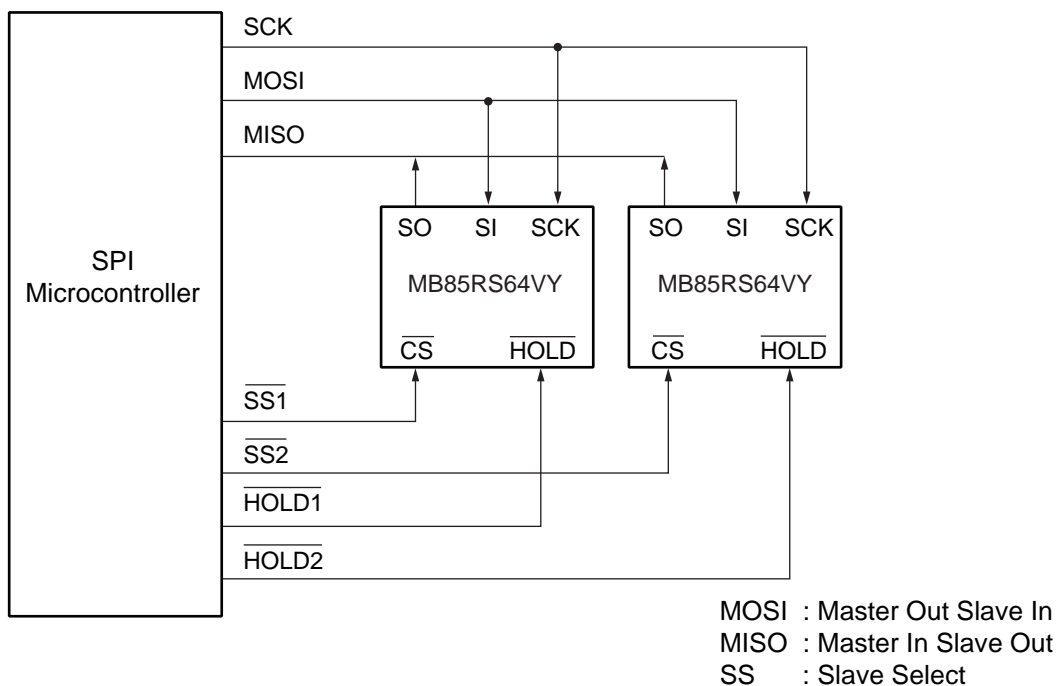 SCK
MOSI
MISO
SPI
Microcontroller
SO SI SCK
MB85RS64VY
CS HOLD
SO SI SCK
MB85RS64VY
CS HOLD
SS1
SS2
HOLD1
HOLD2
MOSI : Master Out Slave In
MISO : Master In Slave Out
SS : Slave Select